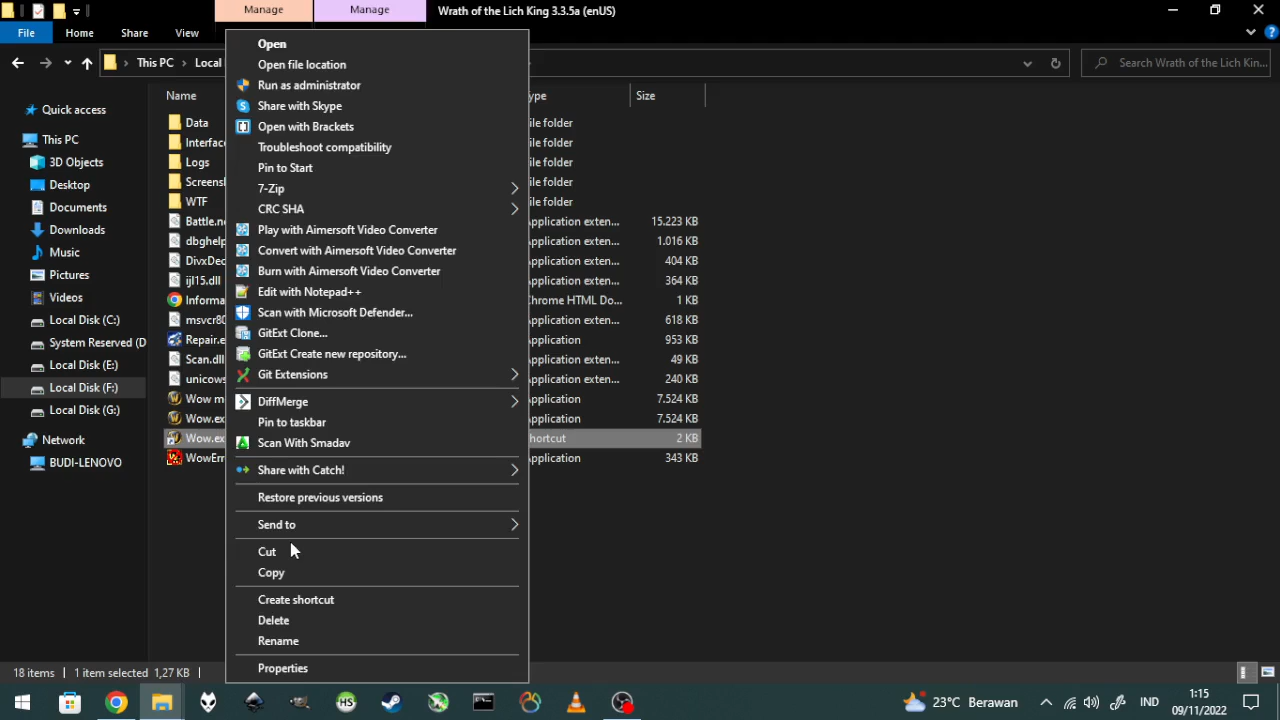 Manage
Manage
Wrath of the Lich King 3.3.5a (enUS)
File
Home
Share
View
This PC
Local
Search Wrath of the Lich King...
Name
ype
Size
Quick access
This PC
3D Objects
Desktop
Documents
Downloads
Music
Pictures
Videos
Local Disk (C:)
System Reserved (D
Local Disk (E:)
Local Disk (F:)
Local Disk (G:)
Network
BUDI-LENOVO
Data
ile folder
Interface
ile folder
Logs
ile folder
Screensh
ile folder
WTF
ile folder
Battle.ne
Application exten... 15.223 KB
dbghelp
Application exten... 1.016 KB
DivxDec
Application exten... 404 KB
ijl15.dll
Application exten... 364 KB
Informa
Chrome HTML Do... 1 KB
msvcr80
Application exten... 618 KB
Repair.e
Application 953 KB
Scan.dll
Application exten... 49 KB
unicows
Application exten... 240 KB
Wow m
Application 7.524 KB
Wow.ex
Application 7.524 KB
Wow.ex
hortcut 2 KB
WowErr
Application 343 KB
Open
Open file location
Run as administrator
Share with Skype
Open with Brackets
Troubleshoot compatibility
Pin to Start
7-Zip
CRC SHA
Play with Aimersoft Video Converter
Convert with Aimersoft Video Converter
Burn with Aimersoft Video Converter
Edit with Notepad++
Scan with Microsoft Defender...
GitExt Clone...
GitExt Create new repository...
Git Extensions
DiffMerge
Pin to taskbar
Scan With Smadav
Share with Catch!
Restore previous versions
Send to
Cut
Copy
Create shortcut
Delete
Rename
Properties
18 items
1 item selected 1,27 KB
HS
23°C Berawan
IND
1:15
09/11/2022